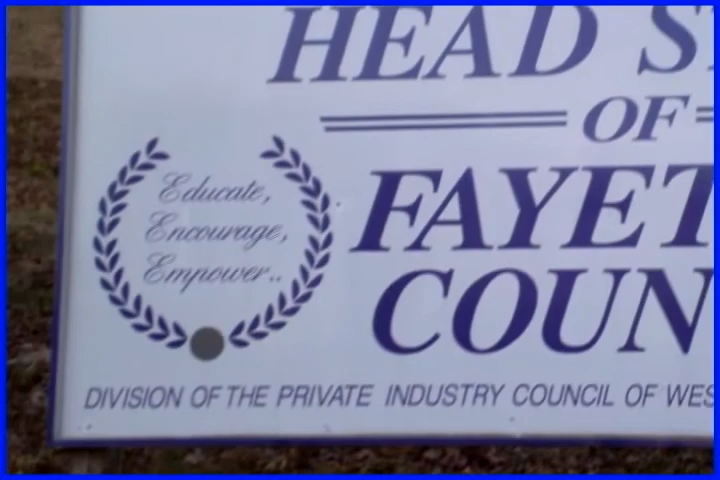 HEAD S
OF
FAYET
COUN
Educate,
Encourage,
Empower..
DIVISION OF THE PRIVATE INDUSTRY COUNCIL OF WES